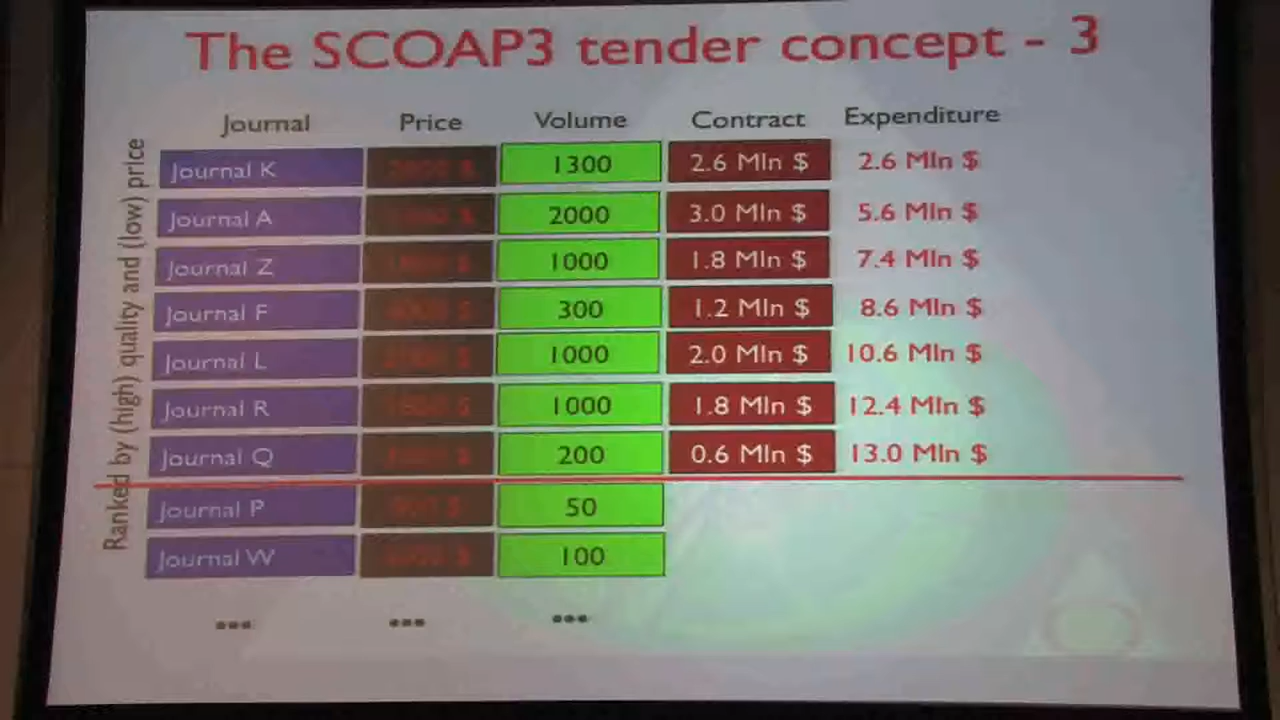 The SCOAP3 tender concept - 3
Journal Price Volume Contract Expenditure
Ranked by (high) quality and (low) price
Journal K 1300 2.6 Mln $ 2.6 Mln $
Journal A 2000 3.0 Mln $ 5.6 Mln $
Journal Z 1000 1.8 Mln $ 7.4 Mln $
Journal F 300 1.2 Mln $ 8.6 Mln $
Journal L 1000 2.0 Mln $ 10.6 Mln $
Journal R 1000 1.8 Mln $ 12.4 Mln $
Journal Q 200 0.6 Mln $ 13.0 Mln $
Journal P 50
Journal W 100
... ... ...